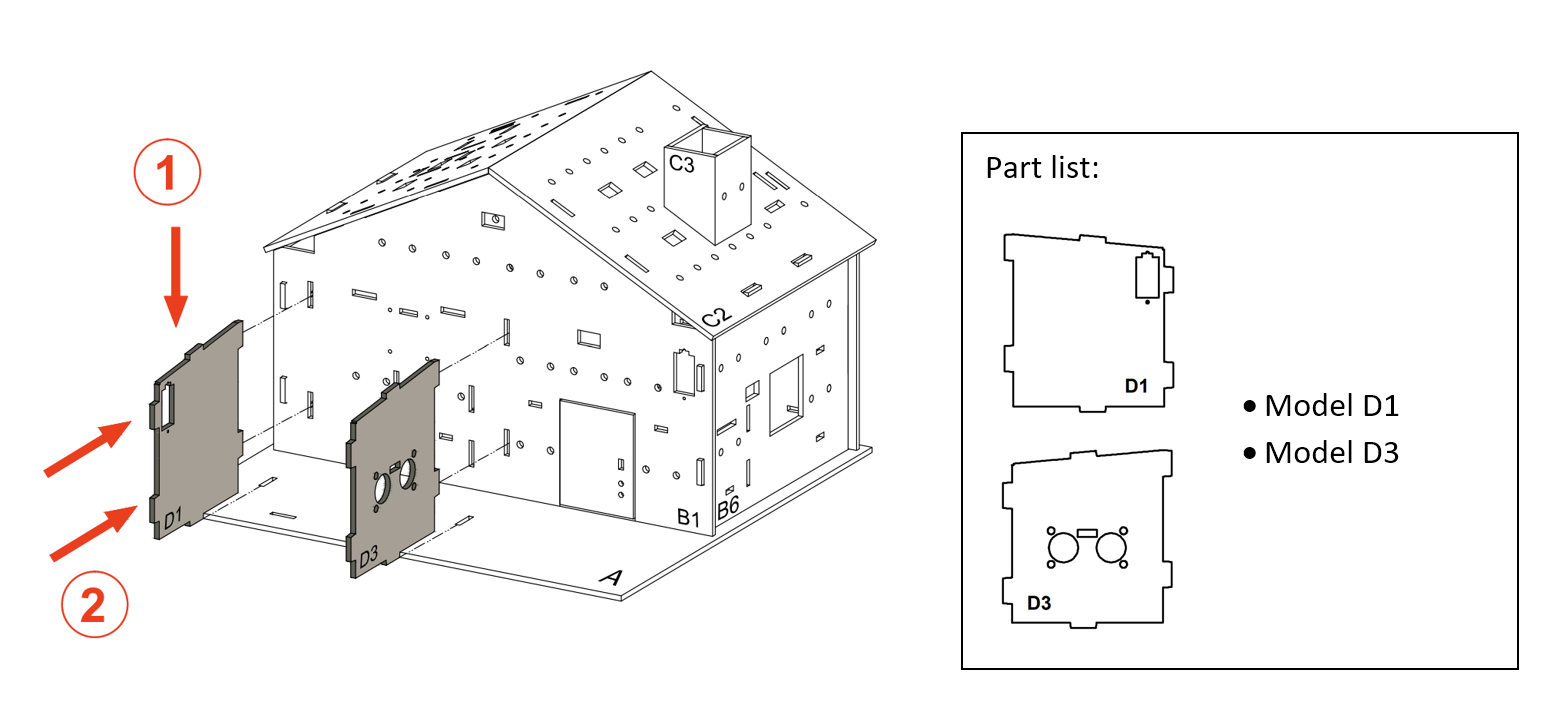 1
2
C3
C2
B1
B6
A
D1
D3
Part list:
D1
D3
• Model D1
• Model D3